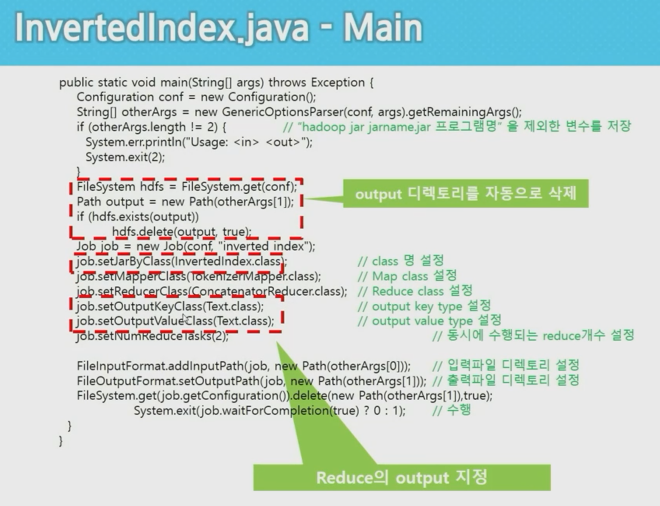 InvertedIndex.java - Main
public static void main(String[] args) throws Exception {
Configuration conf = new Configuration();
String[] otherArgs = new GenericOptionsParser(conf, args).getRemainingArgs();
if (otherArgs.length != 2) { // "hadoop jar jarname.jar 프로그램명" 을 제외한 변수를 저장
System.err.println("Usage: <in> <out>");
System.exit(2);
}
FileSystem hdfs = FileSystem.get(conf);
Path output = new Path(otherArgs[1]);
if (hdfs.exists(output))
hdfs.delete(output, true);
output 디렉토리를 자동으로 삭제
Job job = new Job(conf, "inverted index");
job.setJarByClass(InvertedIndex.class); // class 명 설정
job.setMapperClass(TokenizerMapper.class); // Map class 설정
job.setReducerClass(ConcatenatorReducer.class); // Reduce class 설정
job.setOutputKeyClass(Text.class); // output key type 설정
job.setOutputValueClass(Text.class); // output value type 설정
job.setNumReduceTasks(2); // 동시에 수행되는 reduce개수 설정
FileInputFormat.addInputPath(job, new Path(otherArgs[0])); // 입력파일 디렉토리 설정
FileOutputFormat.setOutputPath(job, new Path(otherArgs[1])); // 출력파일 디렉토리 설정
FileSystem.get(job.getConfiguration()).delete(new Path(otherArgs[1]),true);
System.exit(job.waitForCompletion(true) ? 0 : 1); // 수행
}
}
Reduce의 output 지정